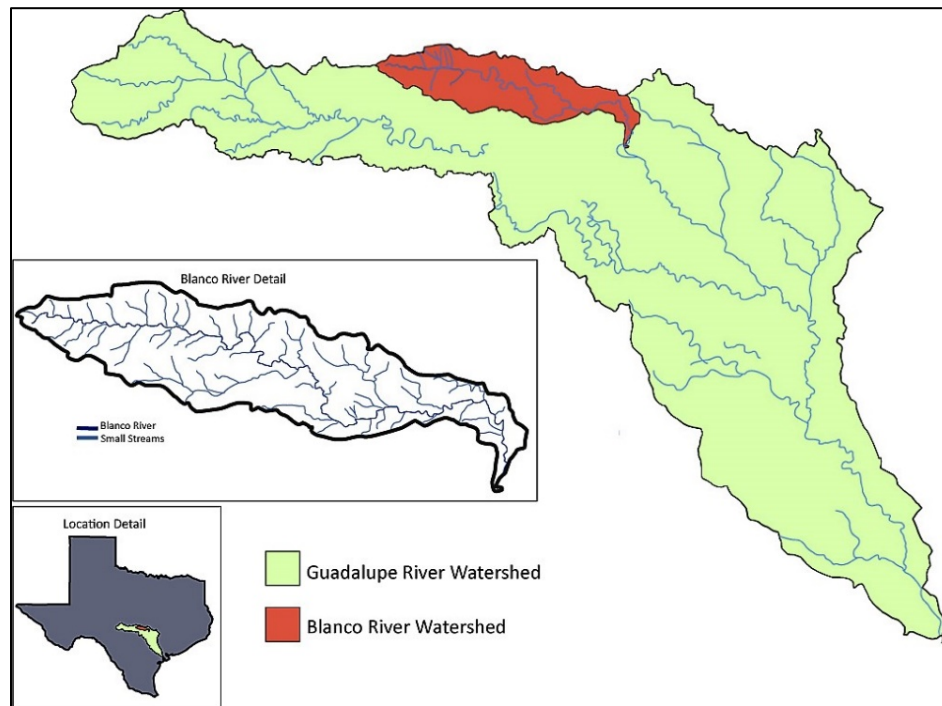 Blanco River Detail
Blanco River
Small Streams
Location Detail
Guadalupe River Watershed
Blanco River Watershed